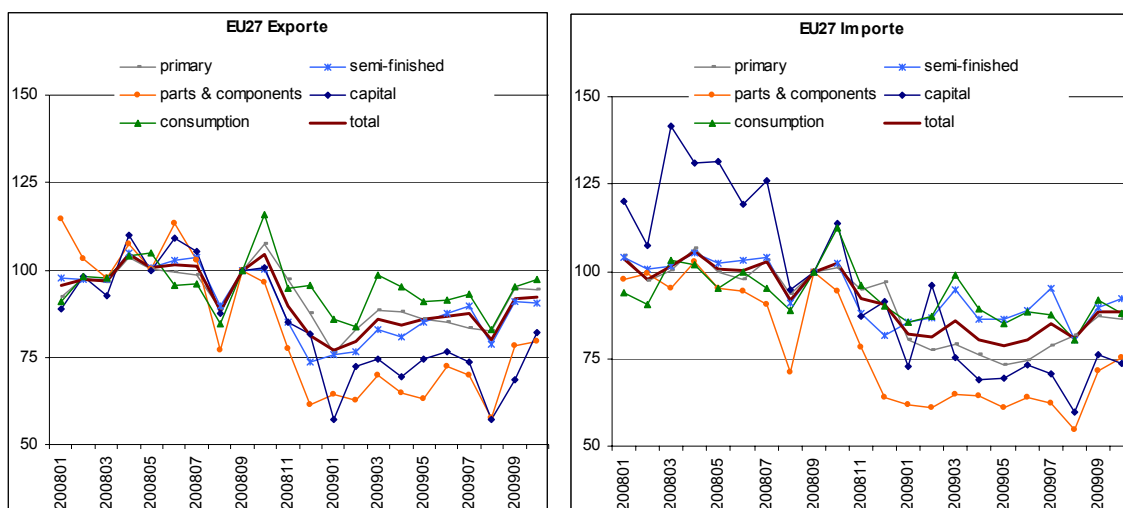 EU27 Exporte
primary semi-finished
parts & components capital
consumption total
150
125
100
75
50
200801 200803 200805 200807 200809 200811 200901 200903 200905 200907 200909
EU27 Importe
primary semi-finished
parts & components capital
consumption total
150
125
100
75
50
200801 200803 200805 200807 200809 200811 200901 200903 200905 200907 200909